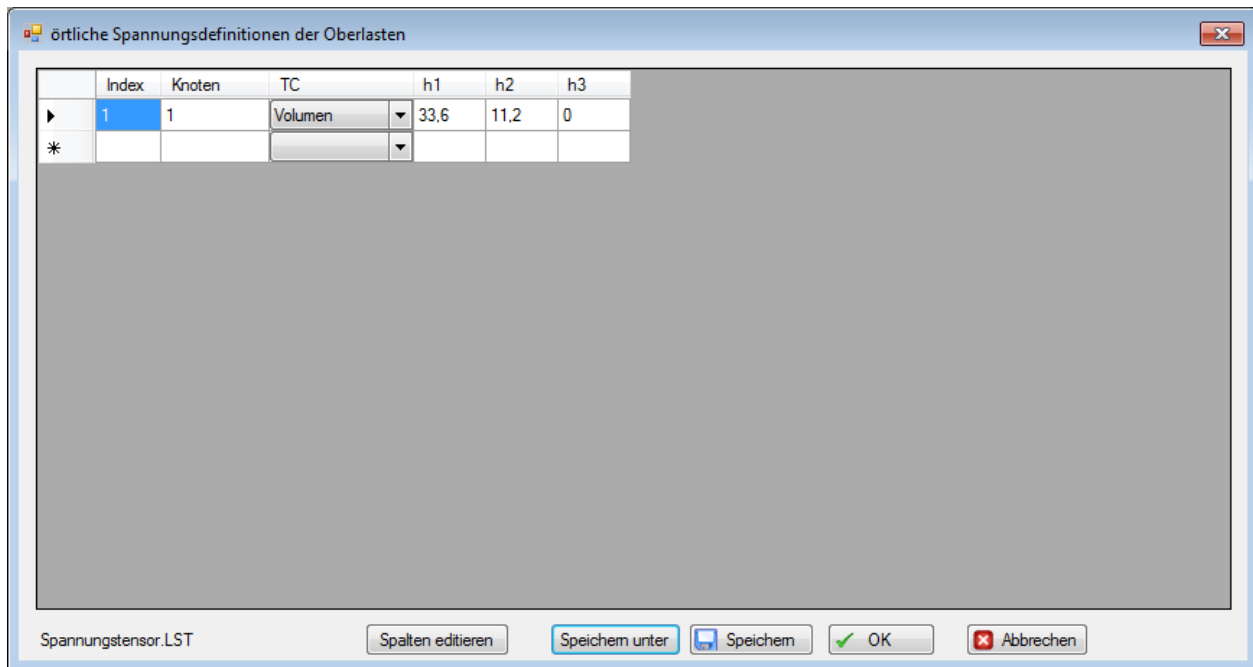 örtliche Spannungsdefinitionen der Oberlasten
Index Knoten TC h1 h2 h3
1 1 Volumen 33,6 11,2 0
Spannungstensor.LST Spalten editieren Speichern unter Speichern OK Abbrechen